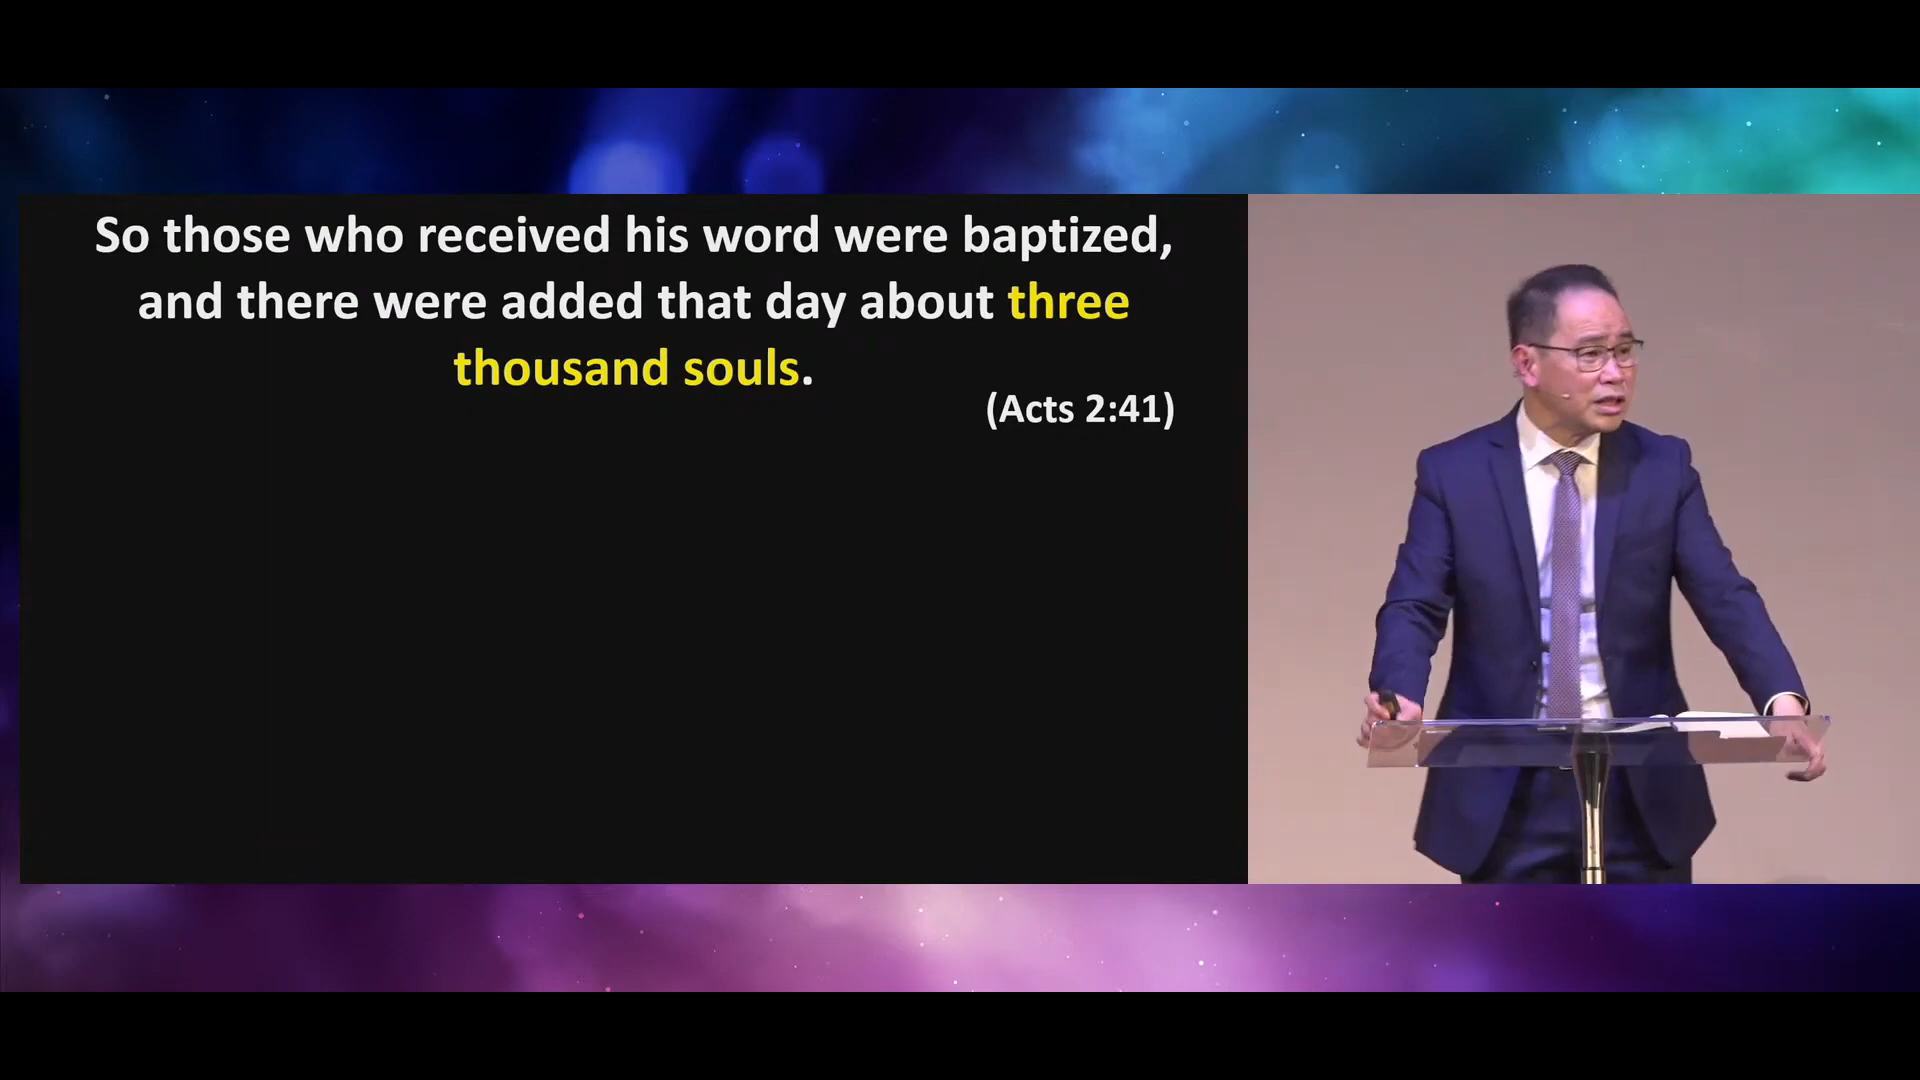 So those who received his word were baptized,
and there were added that day about three
thousand souls.
(Acts 2:41)